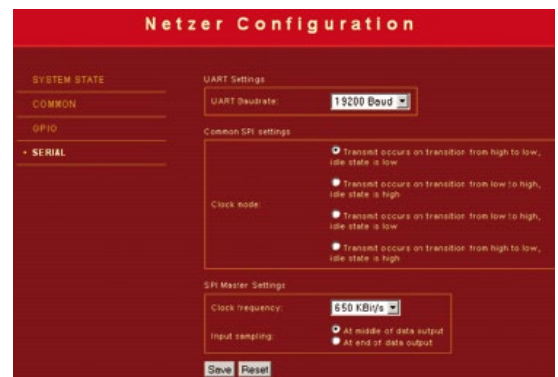 Netzer Configuration
SYSTEM STATE
COMMON
GPIO
SERIAL
UART Settings
UART Baudrate:
19200 Baud
Common SPI settings
Clock mode:
Transmit occurs on transition from high to low,
idle state is low
Transmit occurs on transition from low to high,
idle state is high
Transmit occurs on transition from low to high,
idle state is low
Transmit occurs on transition from high to low,
idle state is high
SPI Master Settings
Clock frequency:
650 KBit/s
Input sampling:
At middle of data output
At end of data output
Save Reset